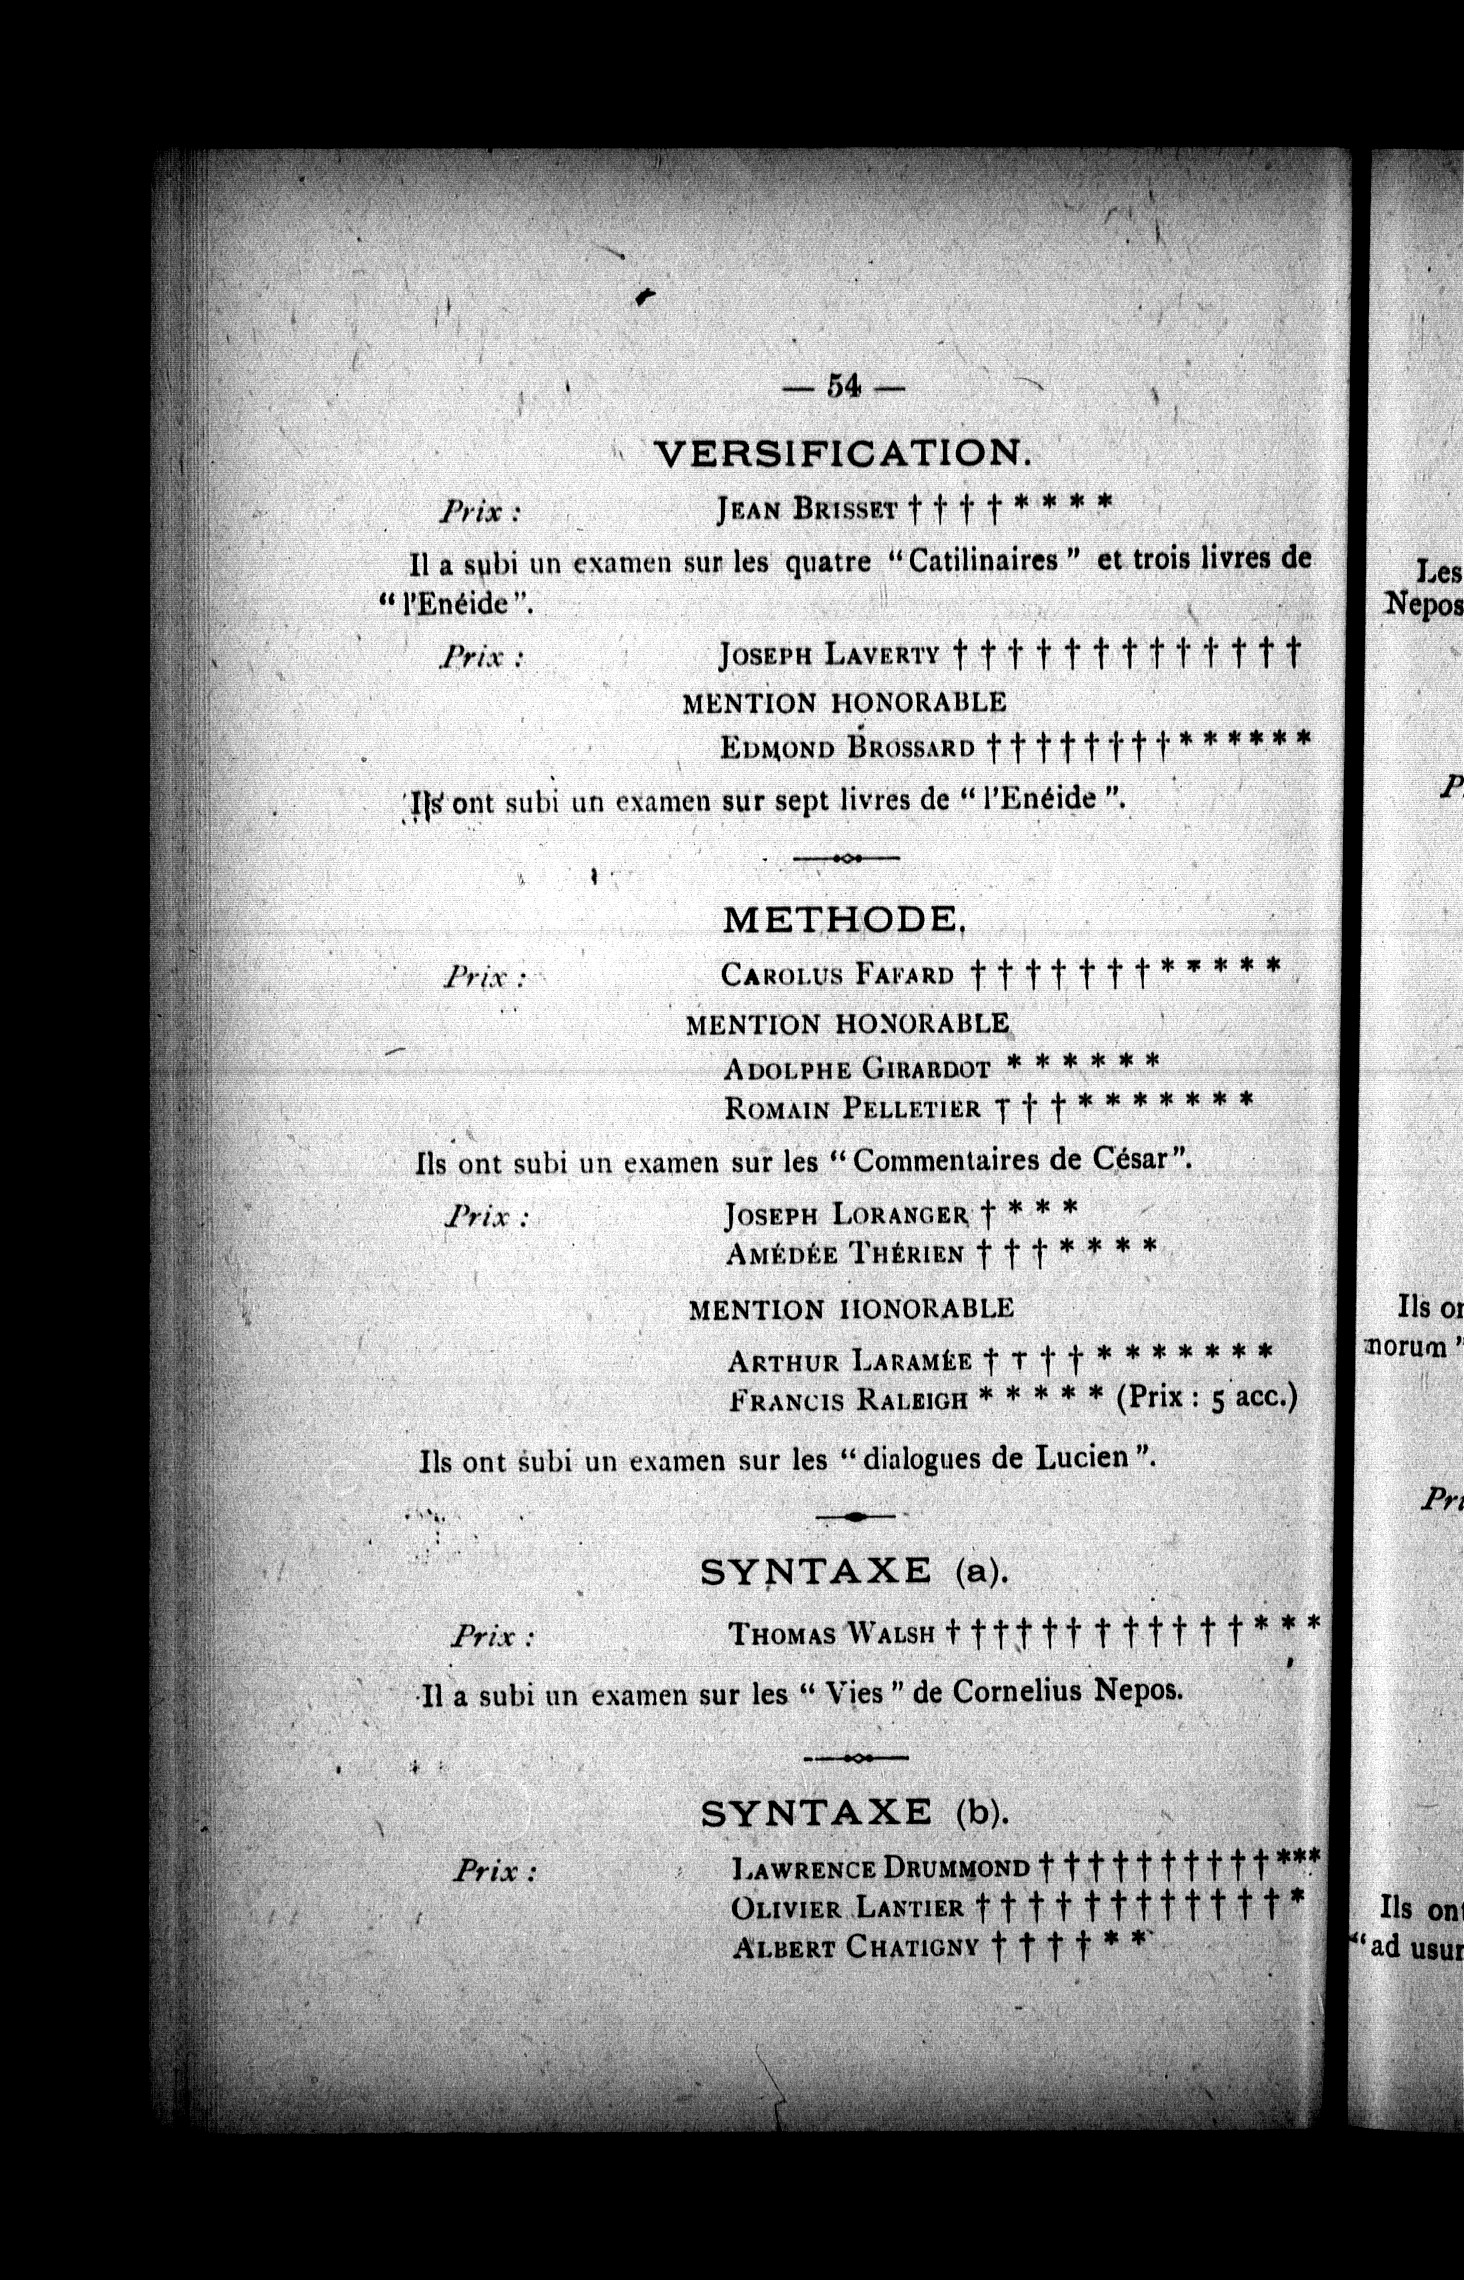 — 54 —
VERSIFICATION.
Prix : JEAN BRISSET † † † † * * * *
Il a subi un examen sur les quatre “ Catilinaires ” et trois livres de
“ l'Enéide ”.
Prix : JOSEPH LAVERTY † † † † † † † † † † † † †
MENTION HONORABLE
EDMOND BROSSARD † † † † † † † † * * * * * *
Ils ont subi un examen sur sept livres de “ l'Enéide ”.
METHODE.
Prix : CAROLUS FAFARD † † † † † † † * * * * *
MENTION HONORABLE
ADOLPHE GIRARDOT * * * * * *
ROMAIN PELLETIER † † † * * * * * * *
Ils ont subi un examen sur les “ Commentaires de César ”.
Prix : JOSEPH LORANGER † * * *
AMÉDÉE THÉRIEN † † † * * * *
MENTION HONORABLE
ARTHUR LARAMÉE † † † † * * * * * * *
FRANCIS RALEIGH * * * * * (Prix : 5 acc.)
Ils ont subi un examen sur les “ dialogues de Lucien ”.
SYNTAXE (a).
Prix : THOMAS WALSH † † † † † † † † † † † † * * *
Il a subi un examen sur les “ Vies ” de Cornelius Nepos.
SYNTAXE (b).
Prix : LAWRENCE DRUMMOND † † † † † † † † † † ***
OLIVIER LANTIER † † † † † † † † † † † † *
ALBERT CHATIGNY † † † † * *
Les
Nepos
Ils
norum ”
Ils ont
“ ad